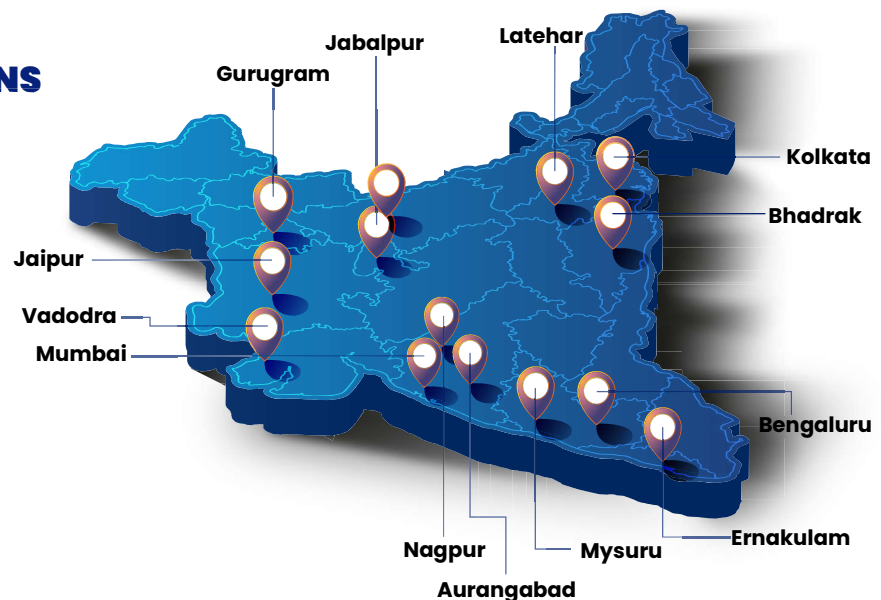 NS
Latehar
Jabalpur
Gurugram
Kolkata
Bhadrak
Jaipur
Vadodra
Mumbai
Bengaluru
Ernakulam
Nagpur
Mysuru
Aurangabad